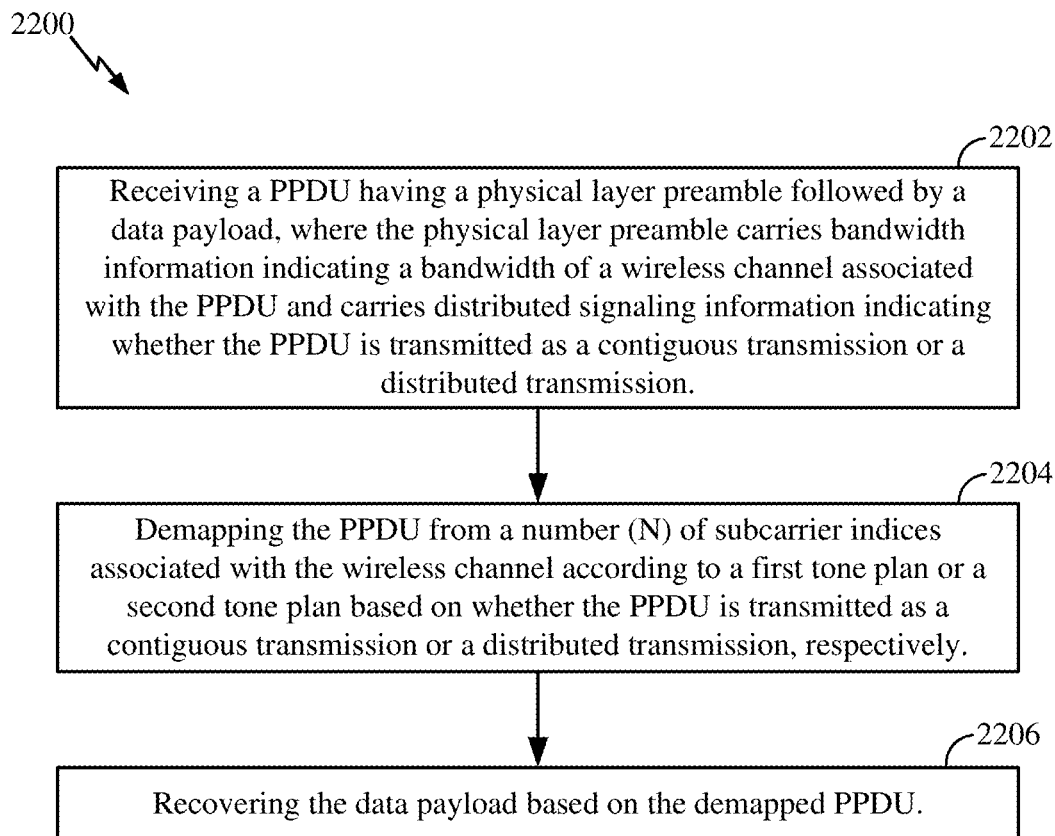 2200
2202
Receiving a PPDU having a physical layer preamble followed by a
data payload, where the physical layer preamble carries bandwidth
information indicating a bandwidth of a wireless channel associated
with the PPDU and carries distributed signaling information indicating
whether the PPDU is transmitted as a contiguous transmission or a
distributed transmission.
2204
Demapping the PPDU from a number (N) of subcarrier indices
associated with the wireless channel according to a first tone plan or a
second tone plan based on whether the PPDU is transmitted as a
contiguous transmission or a distributed transmission, respectively.
2206
Recovering the data payload based on the demapped PPDU.